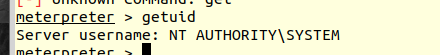 [-] Unknown command: get
meterpreter > getuid
Server username: NT AUTHORITY\SYSTEM
meterpreter >